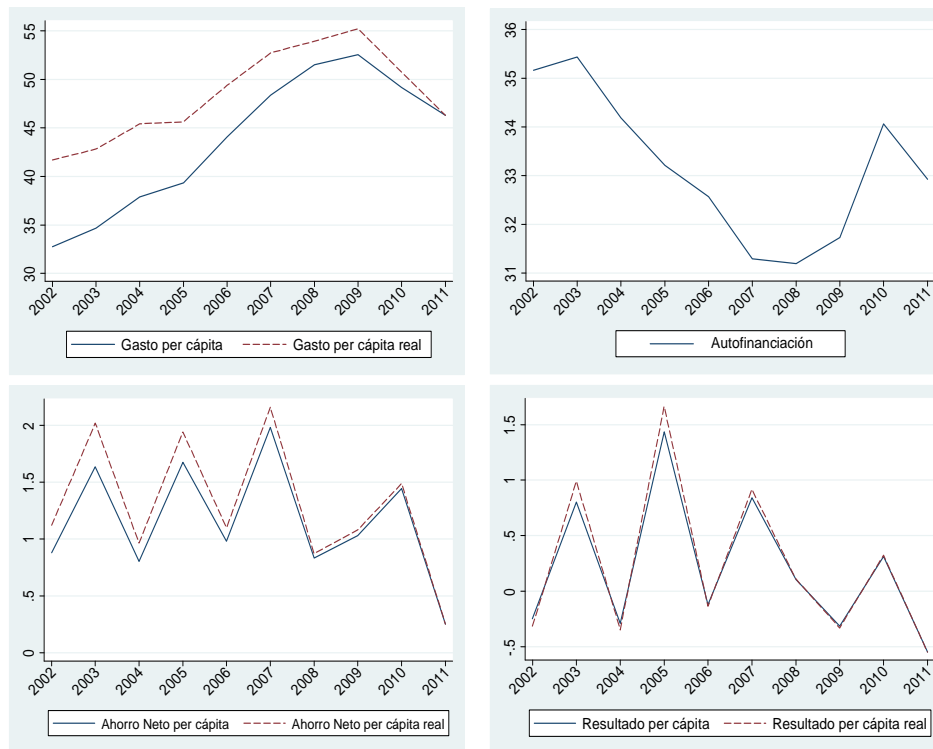 55
50
45
40
35
30
2002 2003 2004 2005 2006 2007 2008 2009 2010 2011
Gasto per cápita Gasto per cápita real
36
35
34
33
32
31
2002 2003 2004 2005 2006 2007 2008 2009 2010 2011
Autofinanciación
2
1.5
1
.5
0
2002 2003 2004 2005 2006 2007 2008 2009 2010 2011
Ahorro Neto per cápita Ahorro Neto per cápita real
1.5
1
.5
0
-.5
2002 2003 2004 2005 2006 2007 2008 2009 2010 2011
Resultado per cápita Resultado per cápita real